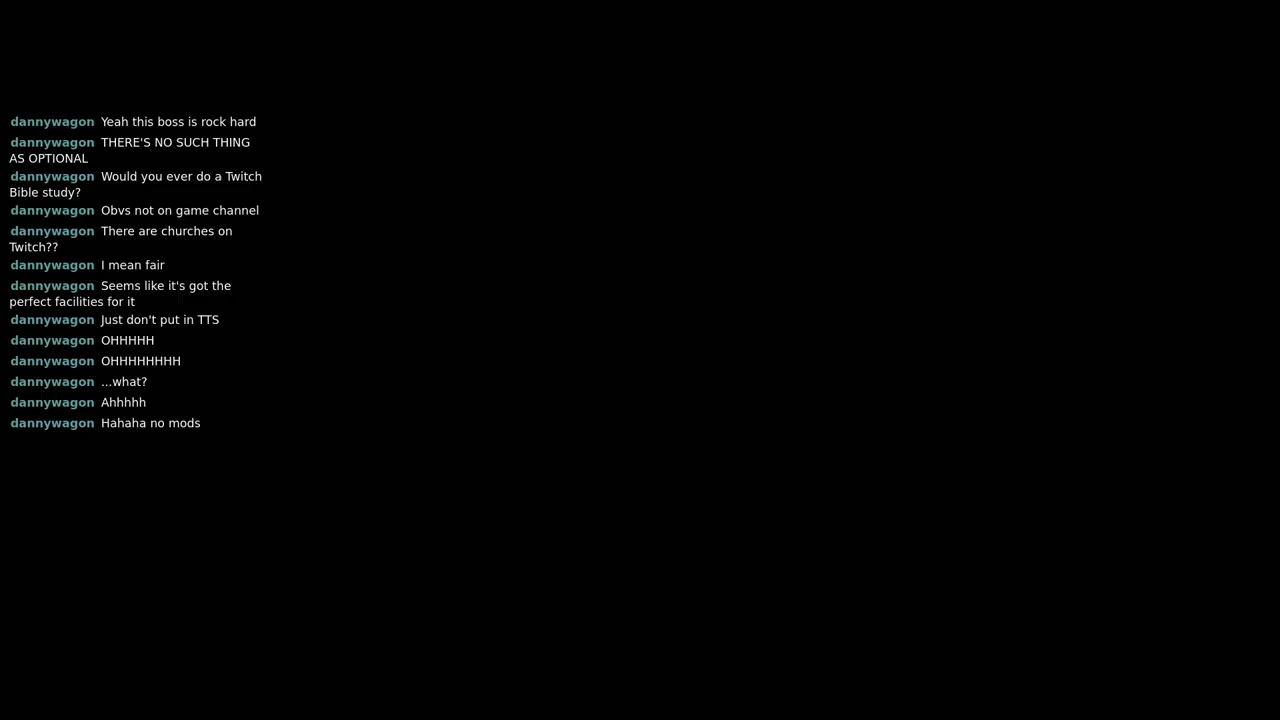 dannywagon Yeah this boss is rock hard
dannywagon THERE'S NO SUCH THING
AS OPTIONAL
dannywagon Would you ever do a Twitch
Bible study?
dannywagon Obvs not on game channel
dannywagon There are churches on
Twitch??
dannywagon I mean fair
dannywagon Seems like it's got the
perfect facilities for it
dannywagon Just don't put in TTS
dannywagon OHHHHH
dannywagon OHHHHHHHH
dannywagon ...what?
dannywagon Ahhhhh
dannywagon Hahaha no mods